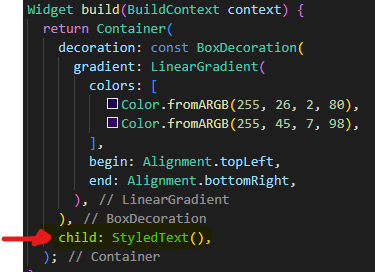 Widget build(BuildContext context) {
return Container(
decoration: const BoxDecoration(
gradient: LinearGradient(
colors: [
Color.fromARGB(255, 26, 2, 80),
Color.fromARGB(255, 45, 7, 98),
],
begin: Alignment.topLeft,
end: Alignment.bottomRight,
), // LinearGradient
), // BoxDecoration
child: StyledText(),
); // Container
}